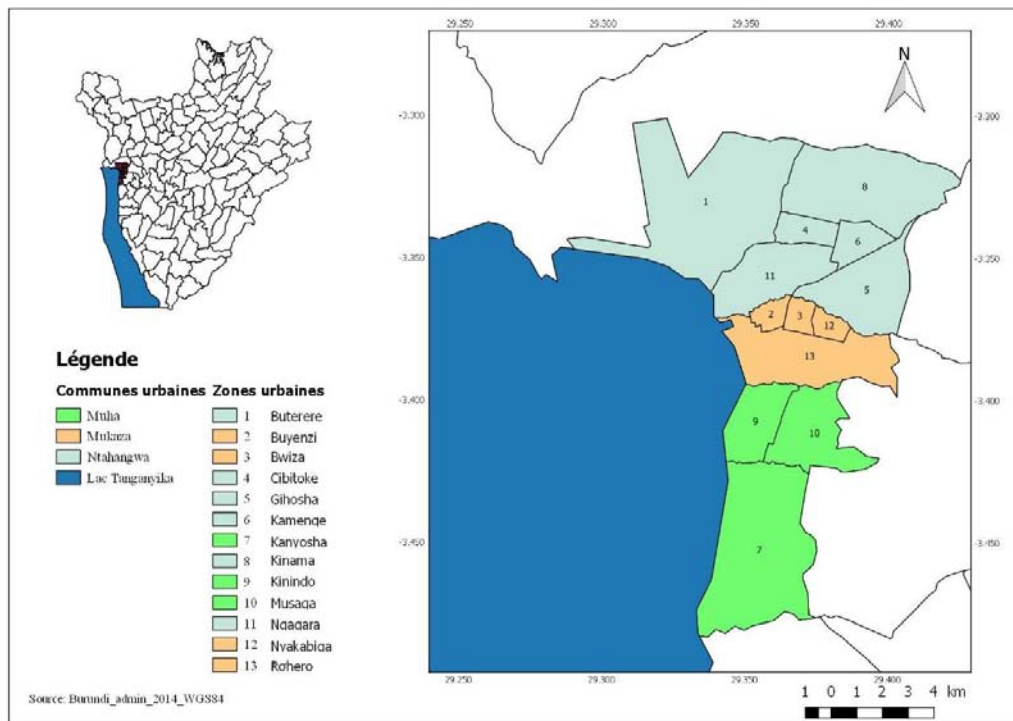 29.250 29.300 29.350 29.400
N
-3.300 -3.200
1
8
4
6
-3.350 -3.250
11
5
2 3 12
13
Légende
Communes urbaines Zones urbaines
Muha
Mukaza
Ntahangwa
Lac Tanganyika
1 Buterere
2 Buyenzi
3 Bwiza
4 Cibitoke
5 Gihosha
6 Kamenge
7 Kanyosha
8 Kinama
9 Kinindo
10 Musaga
11 Ngagara
12 Nyakabiga
13 Rohero
-3.400 -3.400
9 10
-3.450 -3.450
7
29.250 29.300 29.350 29.400
1 0 1 2 3 4 km
Source: Burundi_admin_2014_WGS84